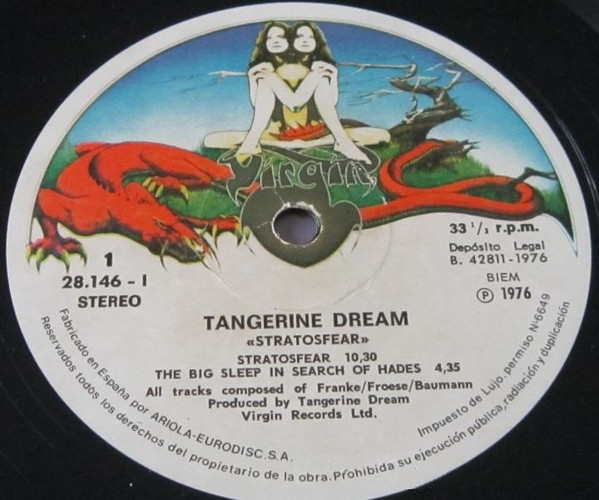 Virgin
1
28.146 - I
STEREO
33 1/3 r.p.m.
Depósito Legal
B. 42811-1976
BIEM
Ⓟ 1976
TANGERINE DREAM
«STRATOSFEAR»
STRATOSFEAR 10,30
THE BIG SLEEP IN SEARCH OF HADES 4,35
All tracks composed of Franke/Froese/Baumann
Produced by Tangerine Dream
Virgin Records Ltd.
Fabricado en España por ARIOLA-EURODISC.S.A. Impuesto de Lujo, permiso Nº 6649
Reservados todos los derechos del propietario de la obra. Prohibida su ejecución pública, radiación y duplicación